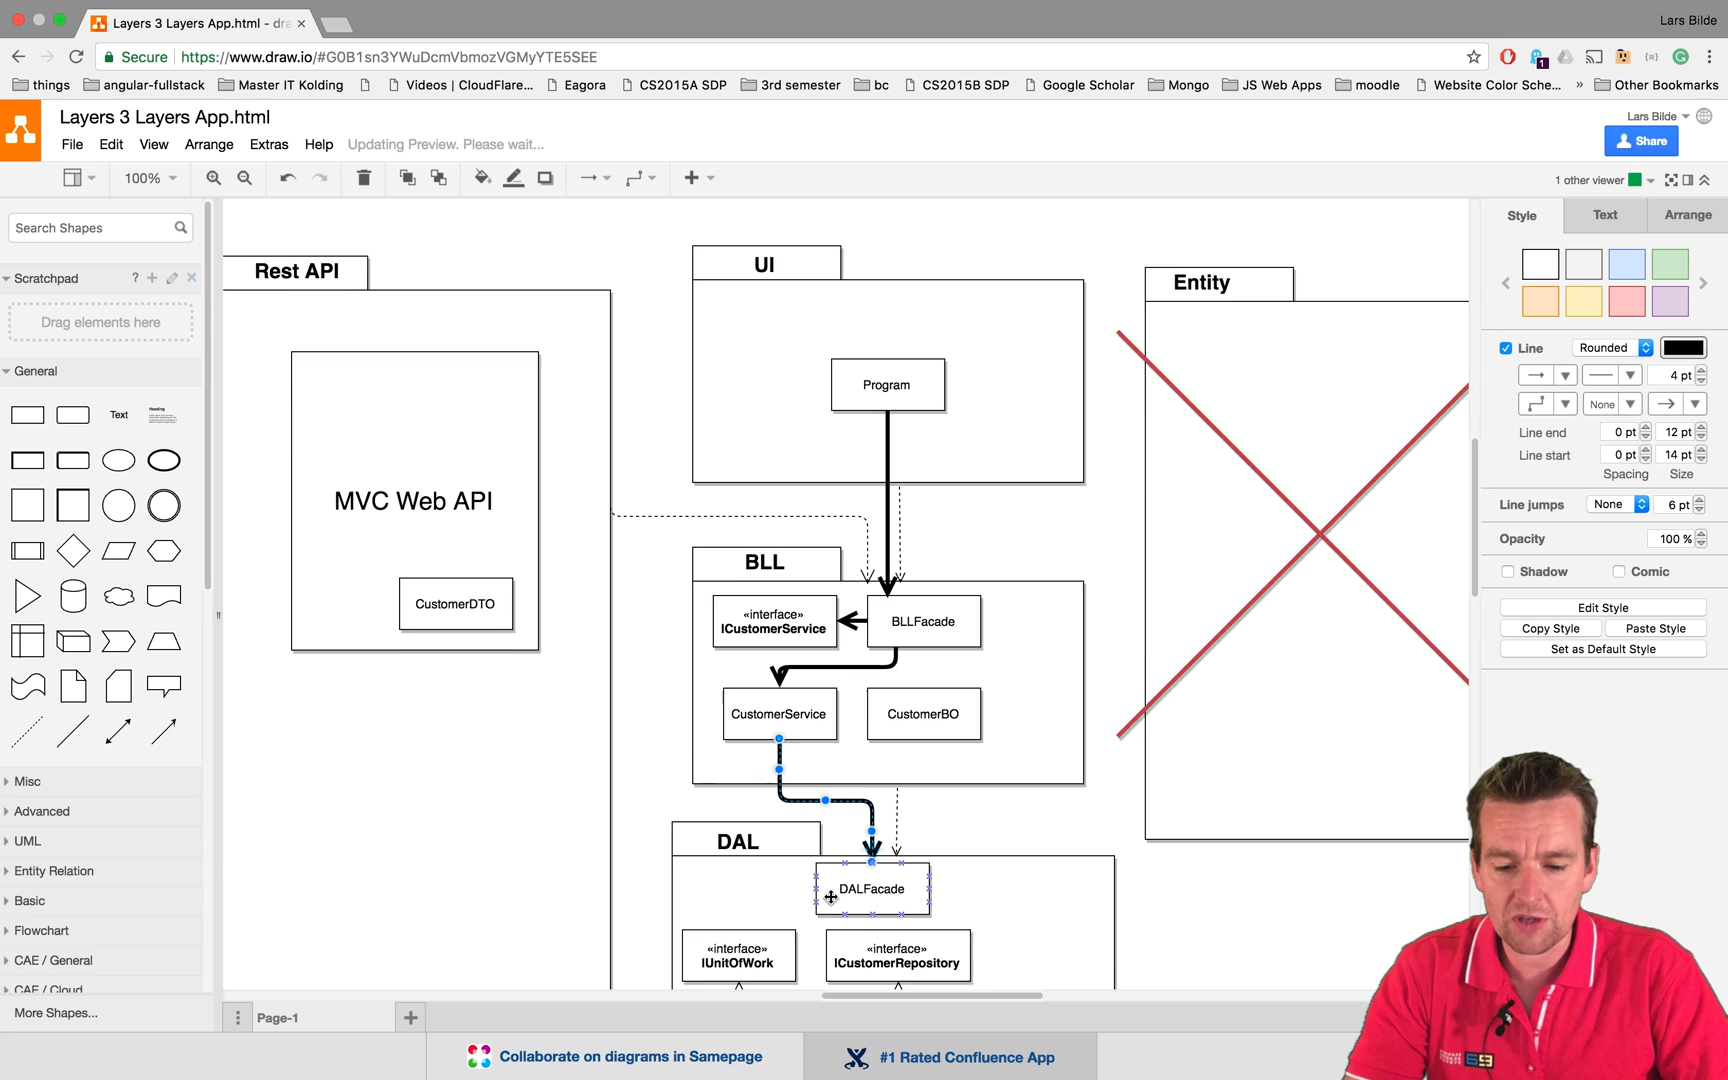 Layers 3 Layers App.html - dra
Lars Bilde
Secure
https://www.draw.io/#G0B1sn3YWuDcmVbmozVGMyYTE5SEE
1
things
angular-fullstack
Master IT Kolding
Videos | CloudFlare...
Eagora
CS2015A SDP
3rd semester
bc
CS2015B SDP
Google Scholar
Mongo
JS Web Apps
moodle
Website Color Sche...
»
Other Bookmarks
Layers 3 Layers App.html
Lars Bilde
File
Edit
View
Arrange
Extras
Help
Updating Preview. Please wait...
Share
100%
1 other viewer
Search Shapes
Style
Text
Arrange
Scratchpad
?
Drag elements here
General
Text
Heading
Misc
Advanced
UML
Entity Relation
Basic
Flowchart
CAE / General
CAE / Cloud
More Shapes...
Rest API
MVC Web API
CustomerDTO
UI
Program
BLL
«interface»
ICustomerService
BLLFacade
CustomerService
CustomerBO
DAL
DALFacade
«interface»
IUnitOfWork
«interface»
ICustomerRepository
Entity
Line
Rounded
4 pt
None
Line end
0 pt
12 pt
Line start
0 pt
14 pt
Spacing
Size
Line jumps
None
6 pt
Opacity
100 %
Shadow
Comic
Edit Style
Copy Style
Paste Style
Set as Default Style
Page-1
Collaborate on diagrams in Samepage
#1 Rated Confluence App